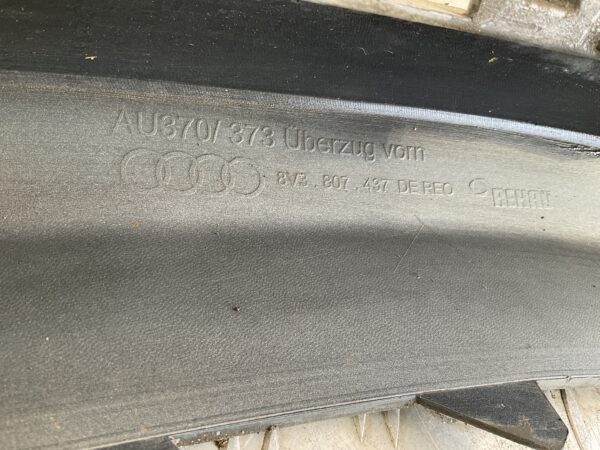 AU370/ 373 Überzug vorn
8V3 . 807 . 437 DE REO REHAU